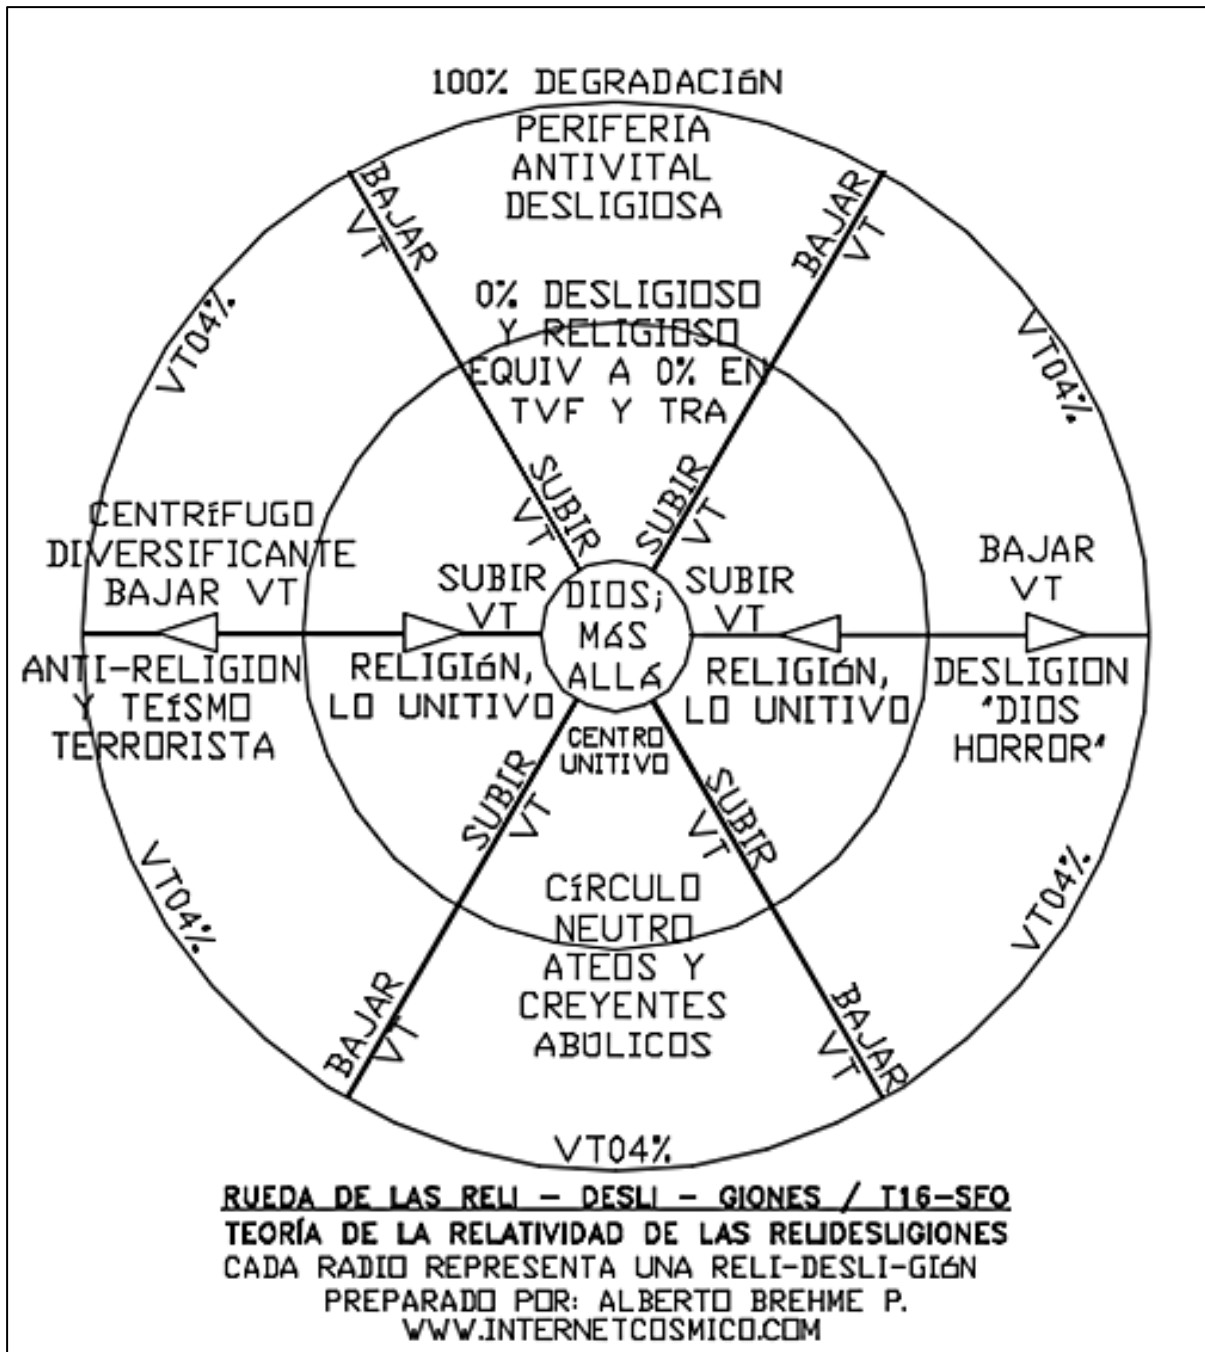 100% DEGRADACIóN
PERIFERIA
ANTIVITAL
DESLIGIOSA
BAJAR
VT
BAJAR
VT
0% DESLIGIOSO
Y RELIGIOSO
EQUIV A 0% EN
TVF Y TRA
VT04%
VT04%
SUBIR
VT
SUBIR
VT
CENTRíFUGO
DIVERSIFICANTE
BAJAR VT
SUBIR
VT
DIOS;
MáS
ALLá
SUBIR
VT
BAJAR
VT
ANTI-RELIGION
Y TEíSMO
TERRORISTA
RELIGIóN,
LO UNITIVO
CENTRO
UNITIVO
RELIGIóN,
LO UNITIVO
DESLIGION
"DIOS
HORROR"
SUBIR
VT
SUBIR
VT
VT04%
VT04%
CíRCULO
NEUTRO
ATEOS Y
CREYENTES
ABÚLICOS
BAJAR
VT
BAJAR
VT
VT04%
RUEDA DE LAS RELI - DESLI - GIONES / T16-SFO
TEORÍA DE LA RELATIVIDAD DE LAS RELIDESLIGIONES
CADA RADIO REPRESENTA UNA RELI-DESLI-GIóN
PREPARADO POR: ALBERTO BREHME P.
WWW.INTERNETCOSMICO.COM